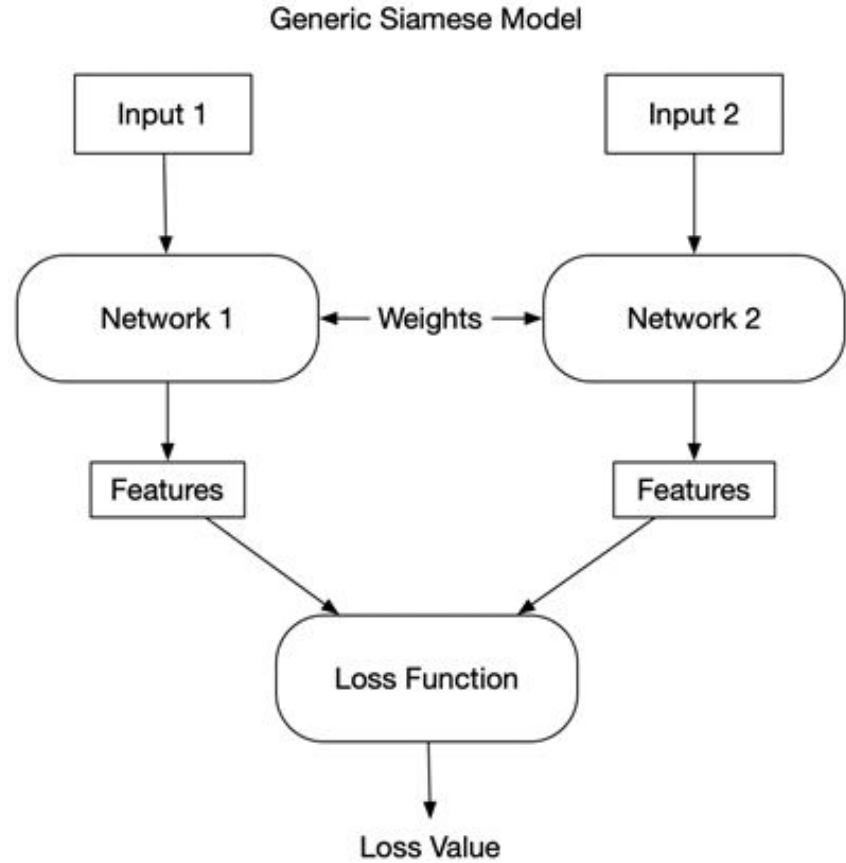 Generic Siamese Model
Input 1
Input 2
Network 1
Weights
Network 2
Features
Features
Loss Function
Loss Value